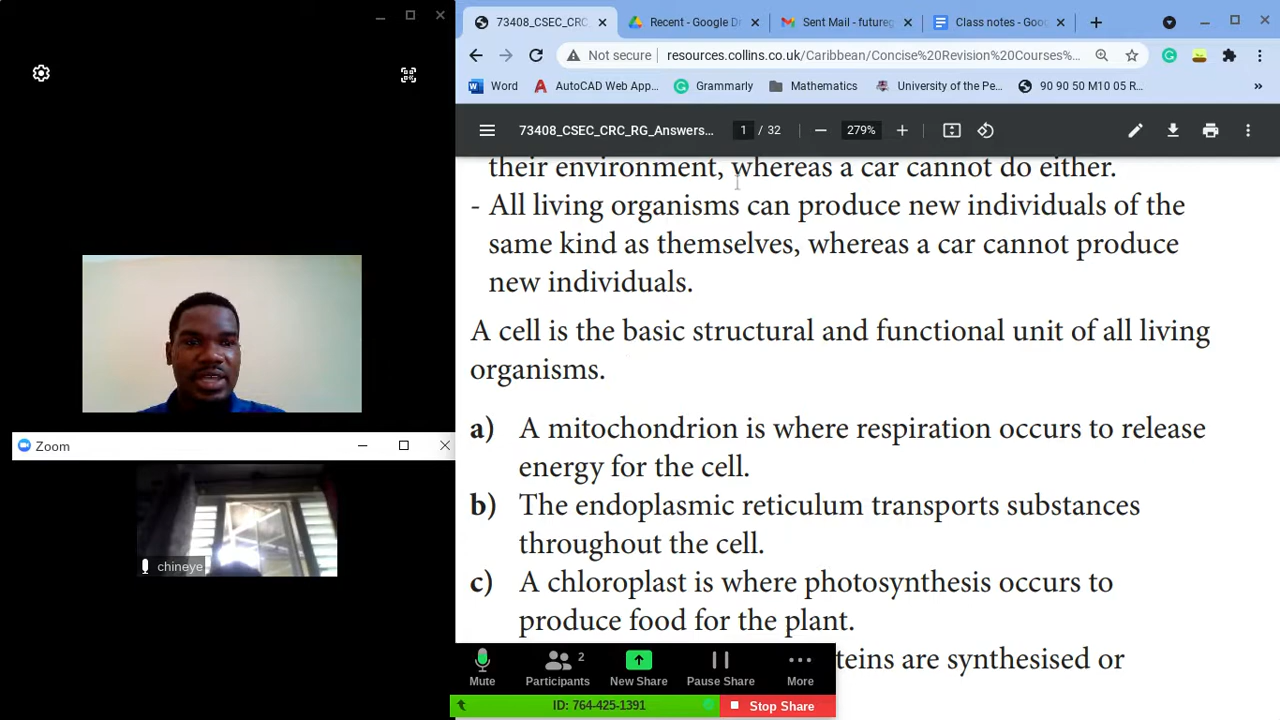 73408_CSEC_CRC
Recent - Google Dr
Sent Mail - futureg
Class notes - Goo
Not secure
resources.collins.co.uk/Caribbean/Concise%20Revision%20Courses%...
Word
AutoCAD Web App...
Grammarly
Mathematics
University of the Pe...
90 90 50 M10 05 R...
»
73408_CSEC_CRC_RG_Answers...
1 / 32
279%
their environment, whereas a car cannot do either.
- All living organisms can produce new individuals of the
same kind as themselves, whereas a car cannot produce
new individuals.
A cell is the basic structural and functional unit of all living
organisms.
a) A mitochondrion is where respiration occurs to release
energy for the cell.
b) The endoplasmic reticulum transports substances
throughout the cell.
c) A chloroplast is where photosynthesis occurs to
produce food for the plant.
teins are synthesised or
Zoom
chineye
Mute
Participants
2
New Share
Pause Share
More
ID: 764-425-1391
Stop Share